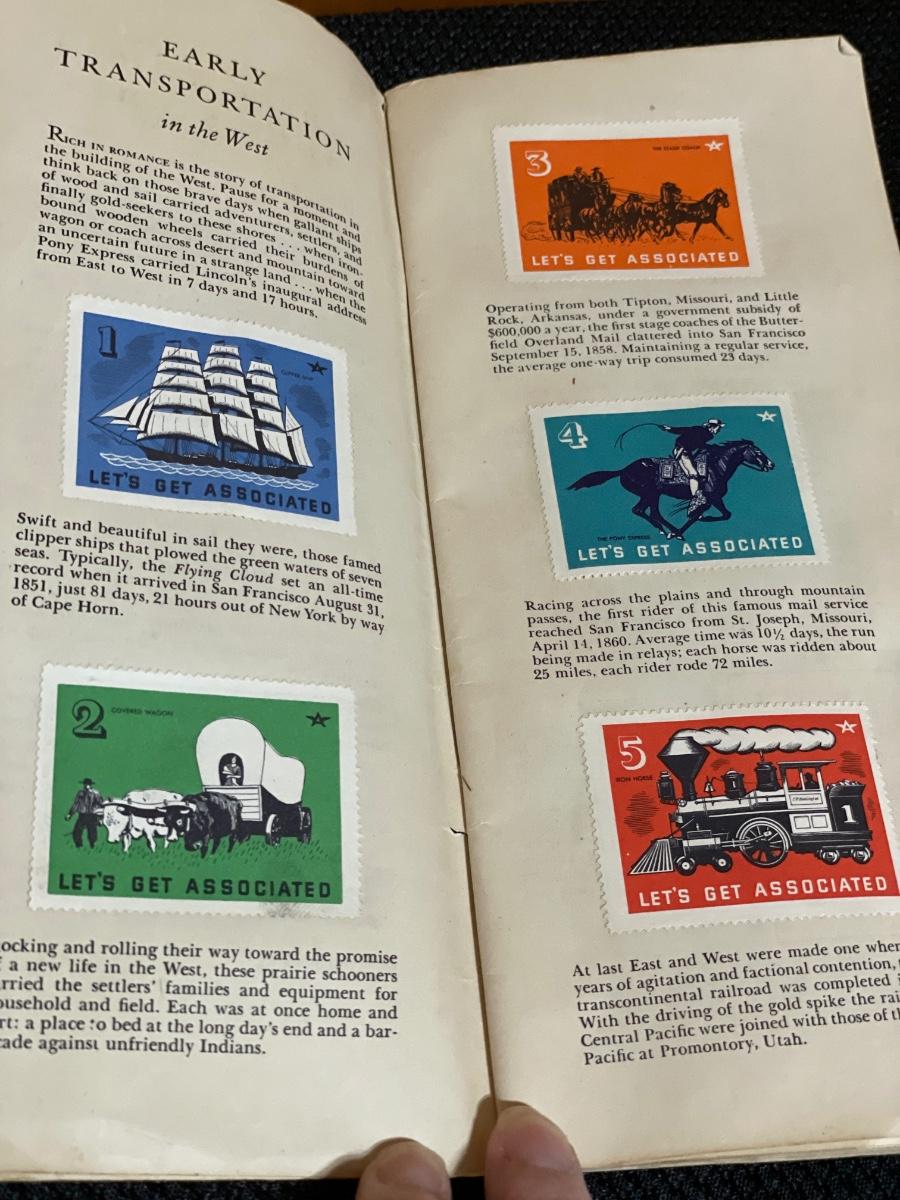 EARLY
TRANSPORTATION
in the West
RICH IN ROMANCE is the story of transportation in
the building of the West. Pause for a moment and
think back on those brave days when gallant ships
of wood and sail carried adventurers, settlers, and
finally gold-seekers to these shores . . . when iron-
bound wooden wheels carried their burdens of
wagon or coach across desert and mountain toward
an uncertain future in a strange land . . . when the
Pony Express carried Lincoln's inaugural address
from East to West in 7 days and 17 hours.
1
CLIPPER SHIP
LET'S GET ASSOCIATED
Swift and beautiful in sail they were, those famed
clipper ships that plowed the green waters of seven
seas. Typically, the Flying Cloud set an all-time
record when it arrived in San Francisco August 31,
1851, just 81 days, 21 hours out of New York by way
of Cape Horn.
2
COVERED WAGON
LET'S GET ASSOCIATED
ocking and rolling their way toward the promise
a new life in the West, these prairie schooners
rried the settlers' families and equipment for
ousehold and field. Each was at once home and
rt: a place to bed at the long day's end and a bar-
cade against unfriendly Indians.
3
THE STAGE COACH
LET'S GET ASSOCIATED
Operating from both Tipton, Missouri, and Little
Rock, Arkansas, under a government subsidy of
$600,000 a year, the first stage coaches of the Butter-
field Overland Mail clattered into San Francisco
September 15, 1858. Maintaining a regular service,
the average one-way trip consumed 23 days.
4
THE PONY EXPRESS
LET'S GET ASSOCIATED
Racing across the plains and through mountain
passes, the first rider of this famous mail service
reached San Francisco from St. Joseph, Missouri,
April 14, 1860. Average time was 10½ days, the run
being made in relays; each horse was ridden about
25 miles, each rider rode 72 miles.
5
IRON HORSE
1
LET'S GET ASSOCIATED
At last East and West were made one when
years of agitation and factional contention,
transcontinental railroad was completed
With the driving of the gold spike the rai
Central Pacific were joined with those of th
Pacific at Promontory, Utah.